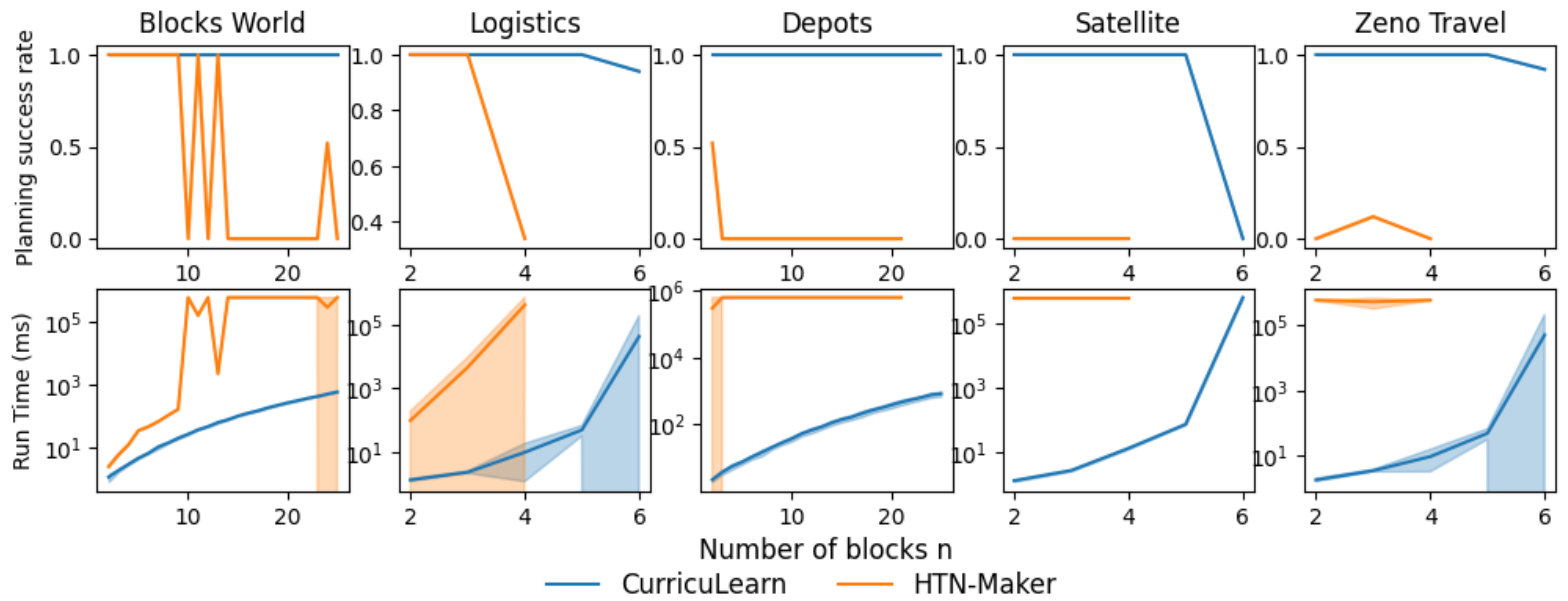 Blocks World Logistics Depots Satellite Zeno Travel
Planning success rate
1.0 0.5 0.0
1.0 0.8 0.6 0.4
1.0 0.5 0.0
1.0 0.5 0.0
1.0 0.5 0.0
10 20 2 4 6 10 20 2 4 6 2 4 6
Run Time (ms)
10^5 10^3 10^1
10^5 10^3 10^1
10^6 10^4 10^2
10^5 10^3 10^1
10^5 10^3 10^1
10 20 2 4 6 10 20 2 4 6 2 4 6
Number of blocks n
CurricuLearn HTN-Maker